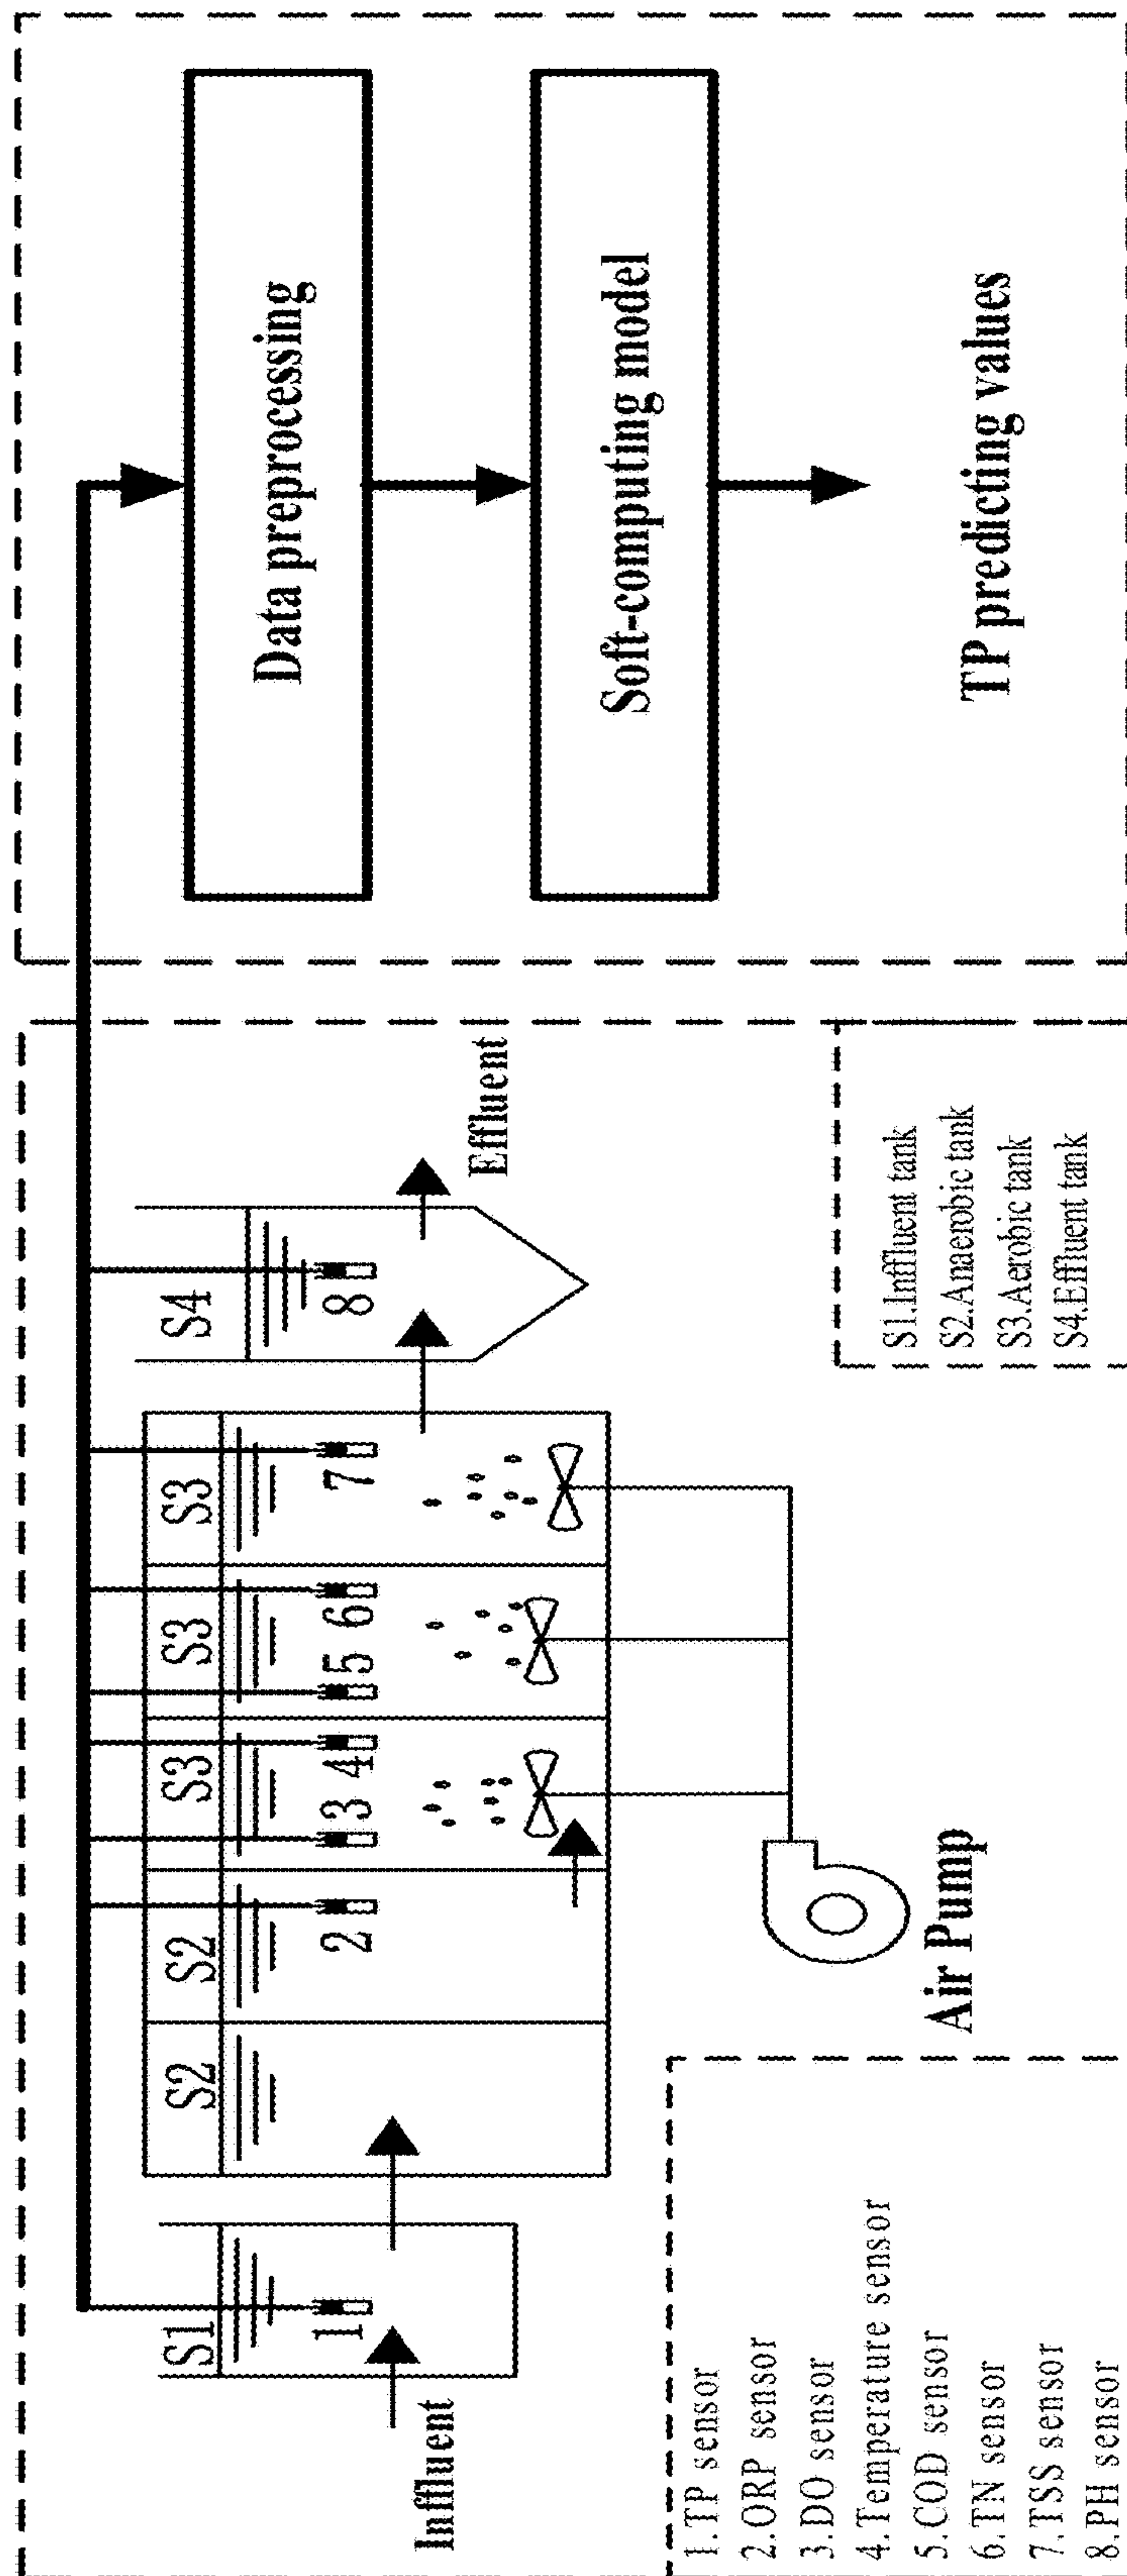 S1
S2
S2
S3
S3
S3
S4
1
2
3 4
5 6
7
8
Inffluent
Effluent
Air Pump
1.TP sensor
2.ORP sensor
3.DO sensor
4.Temperature sensor
5.COD sensor
6.TN sensor
7.TSS sensor
8.PH sensor
S1.Inffluent tank
S2.Anaerobic tank
S3.Aerobic tank
S4.Effluent tank
Data preprocessing
Soft-computing model
TP predicting values